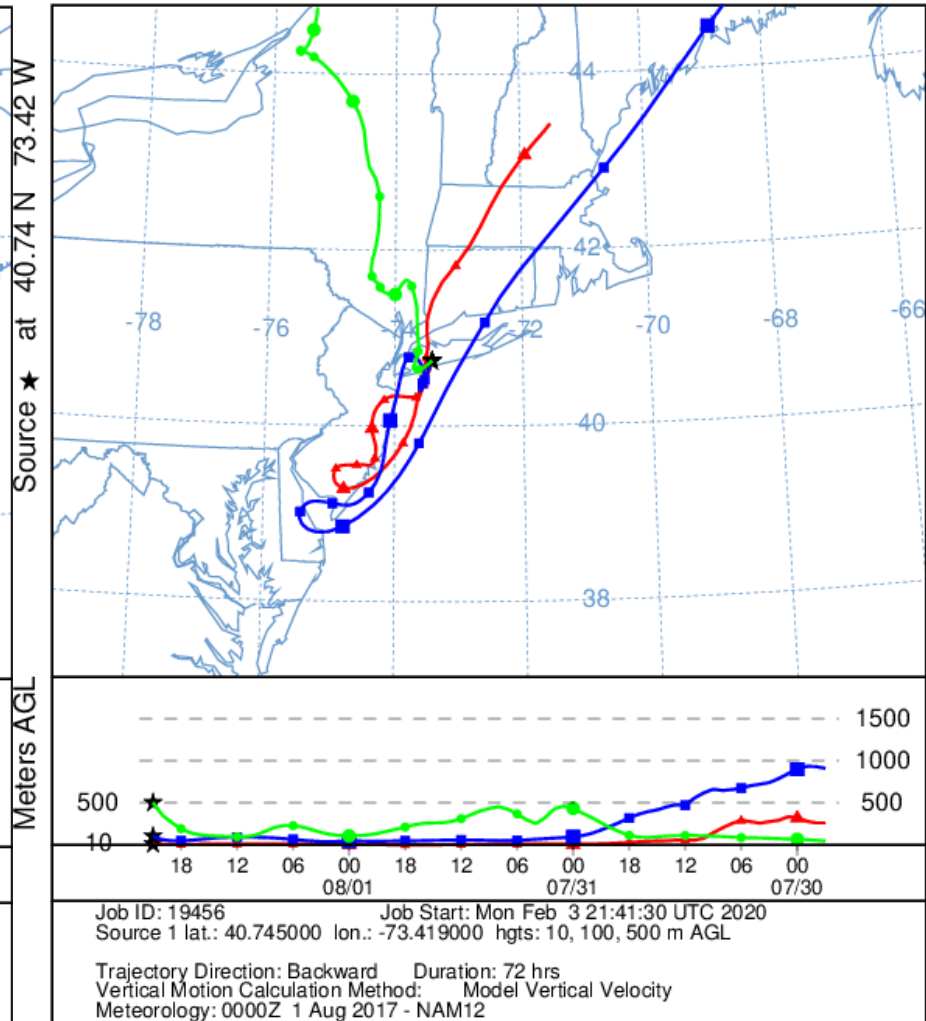 Source ★ at 40.74 N 73.42 W
44
42
-78
-76
-74
-72
-70
-68
-66
40
38
Meters AGL
1500
1000
500
500
10
18 12 06 00 18 12 06 00 18 12 06 00
08/01 07/31 07/30
Job ID: 19456 Job Start: Mon Feb 3 21:41:30 UTC 2020
Source 1 lat.: 40.745000 lon.: -73.419000 hgts: 10, 100, 500 m AGL
Trajectory Direction: Backward Duration: 72 hrs
Vertical Motion Calculation Method: Model Vertical Velocity
Meteorology: 0000Z 1 Aug 2017 - NAM12